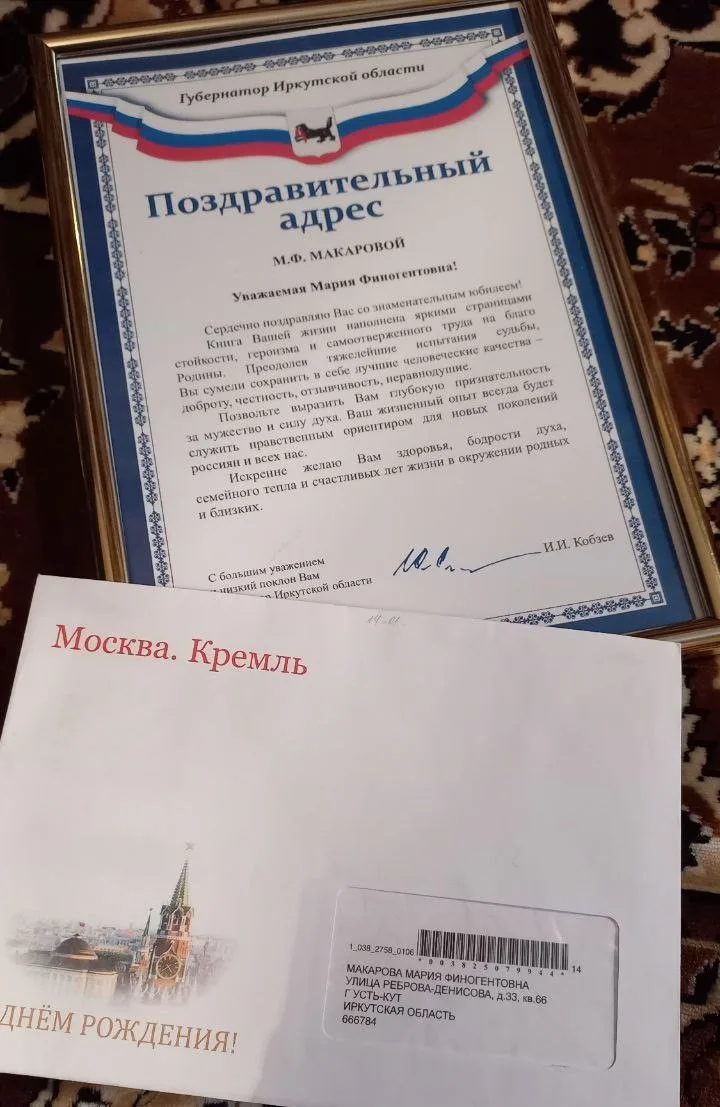 Губернатор Иркутской области
Поздравительный
адрес
М.Ф. МАКАРОВОЙ
Уважаемая Мария Финогентовна!
Сердечно поздравляю Вас со знаменательным юбилеем!
Книга Вашей жизни наполнена яркими страницами
стойкости, героизма и самоотверженного труда на благо
Родины. Преодолев тяжелейшие испытания судьбы,
Вы сумели сохранить в себе лучшие человеческие качества –
доброту, честность, отзывчивость, неравнодушие.
Позвольте выразить Вам глубокую признательность
за мужество и силу духа. Ваш жизненный опыт всегда будет
служить нравственным ориентиром для новых поколений
россиян и всех нас.
Искренне желаю Вам здоровья, бодрости духа,
семейного тепла и счастливых лет жизни в окружении родных
и близких.
С большим уважением
низкий поклон Вам
Иркутской области
И.И. Кобзев
14-01
Москва. Кремль
ДНЁМ РОЖДЕНИЯ!
1_038_2758_0106
*003825079944* 14
МАКАРОВА МАРИЯ ФИНОГЕНТОВНА
УЛИЦА РЕБРОВА-ДЕНИСОВА, д.33, кв.66
Г УСТЬ-КУТ
ИРКУТСКАЯ ОБЛАСТЬ
666784